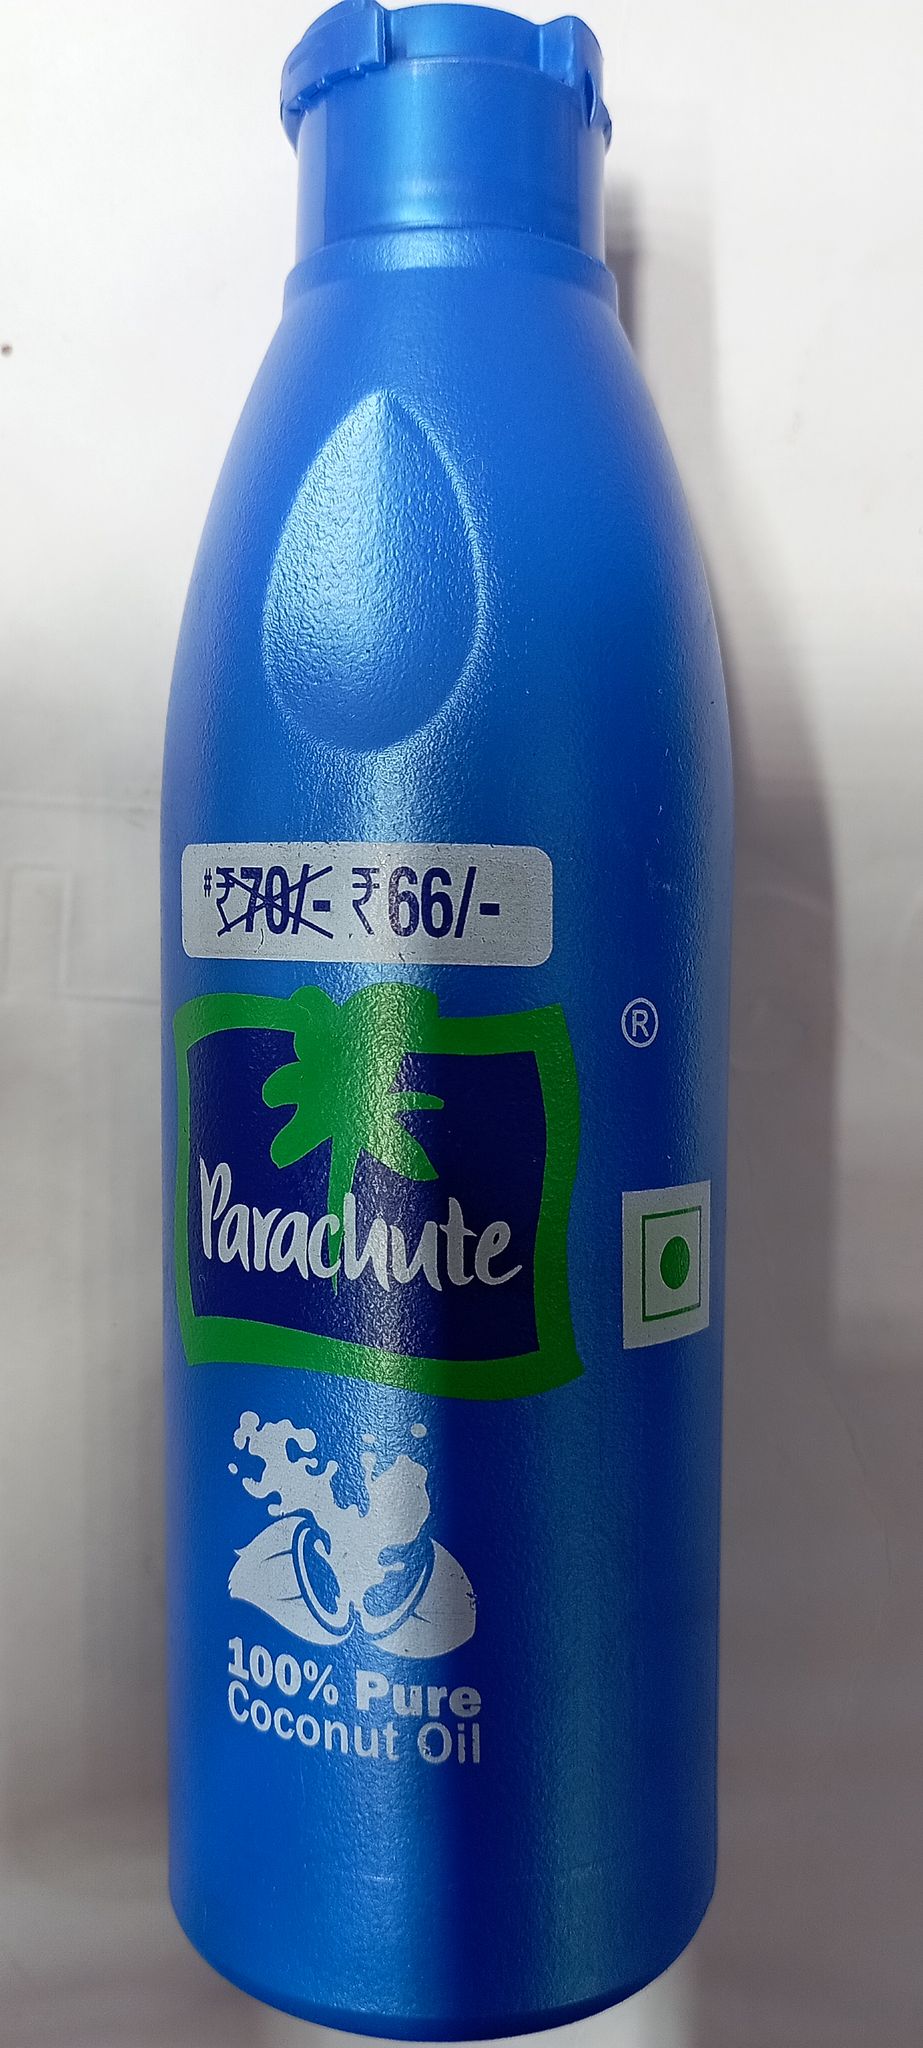 #₹70/- ₹66/-
®
Parachute
100% Pure
Coconut Oil